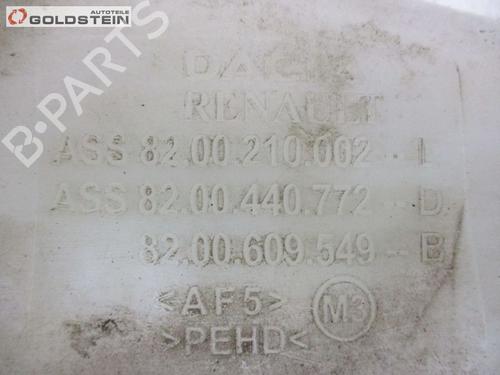 AUTOTEILE
GOLDSTEIN
B-PARTS
DACIA
RENAULT
ASS 82.00.210.002 -- I
ASS 82.00.440.772 -- D
82.00.609.549 -- B
<AF5> M3
>PEHD<